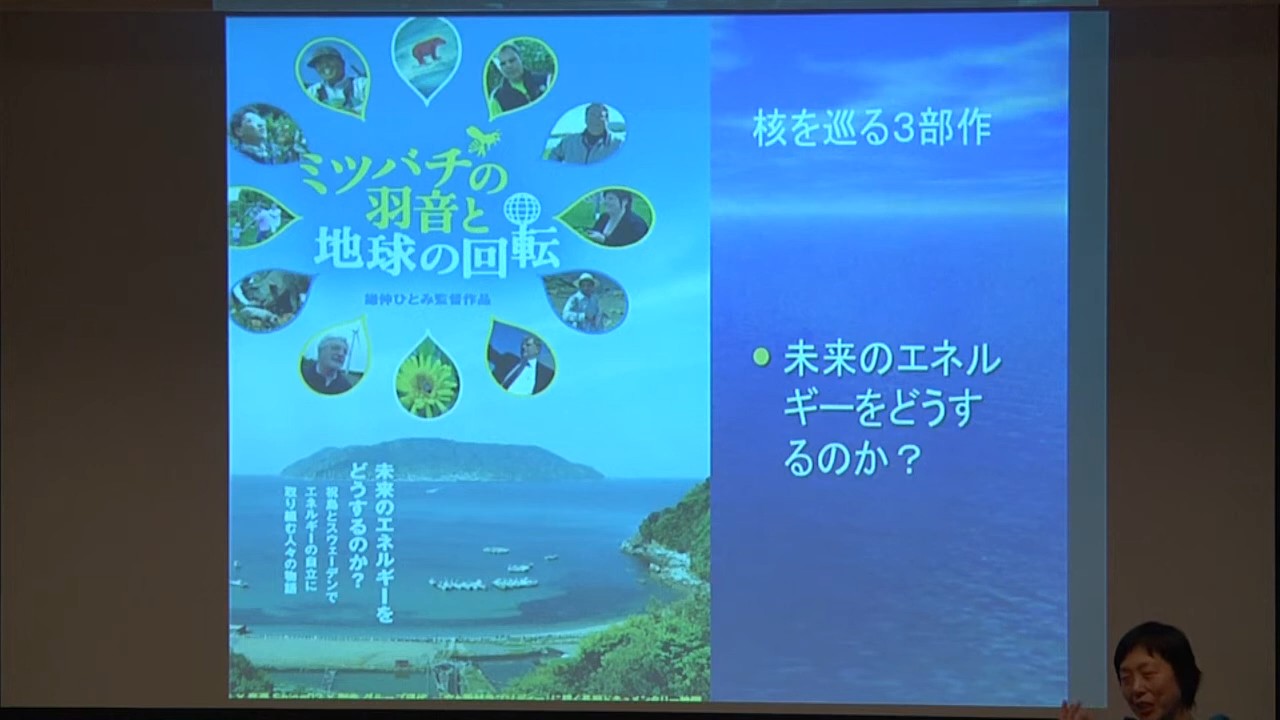 ミツバチの
羽音と
地球の回転
鎌仲ひとみ監督作品
未来のエネルギーを
どうするのか？
祝島とスウェーデンで
エネルギーの自立に
取り組む人々の物語
核を巡る３部作
未来のエネル
ギーをどうす
るのか？